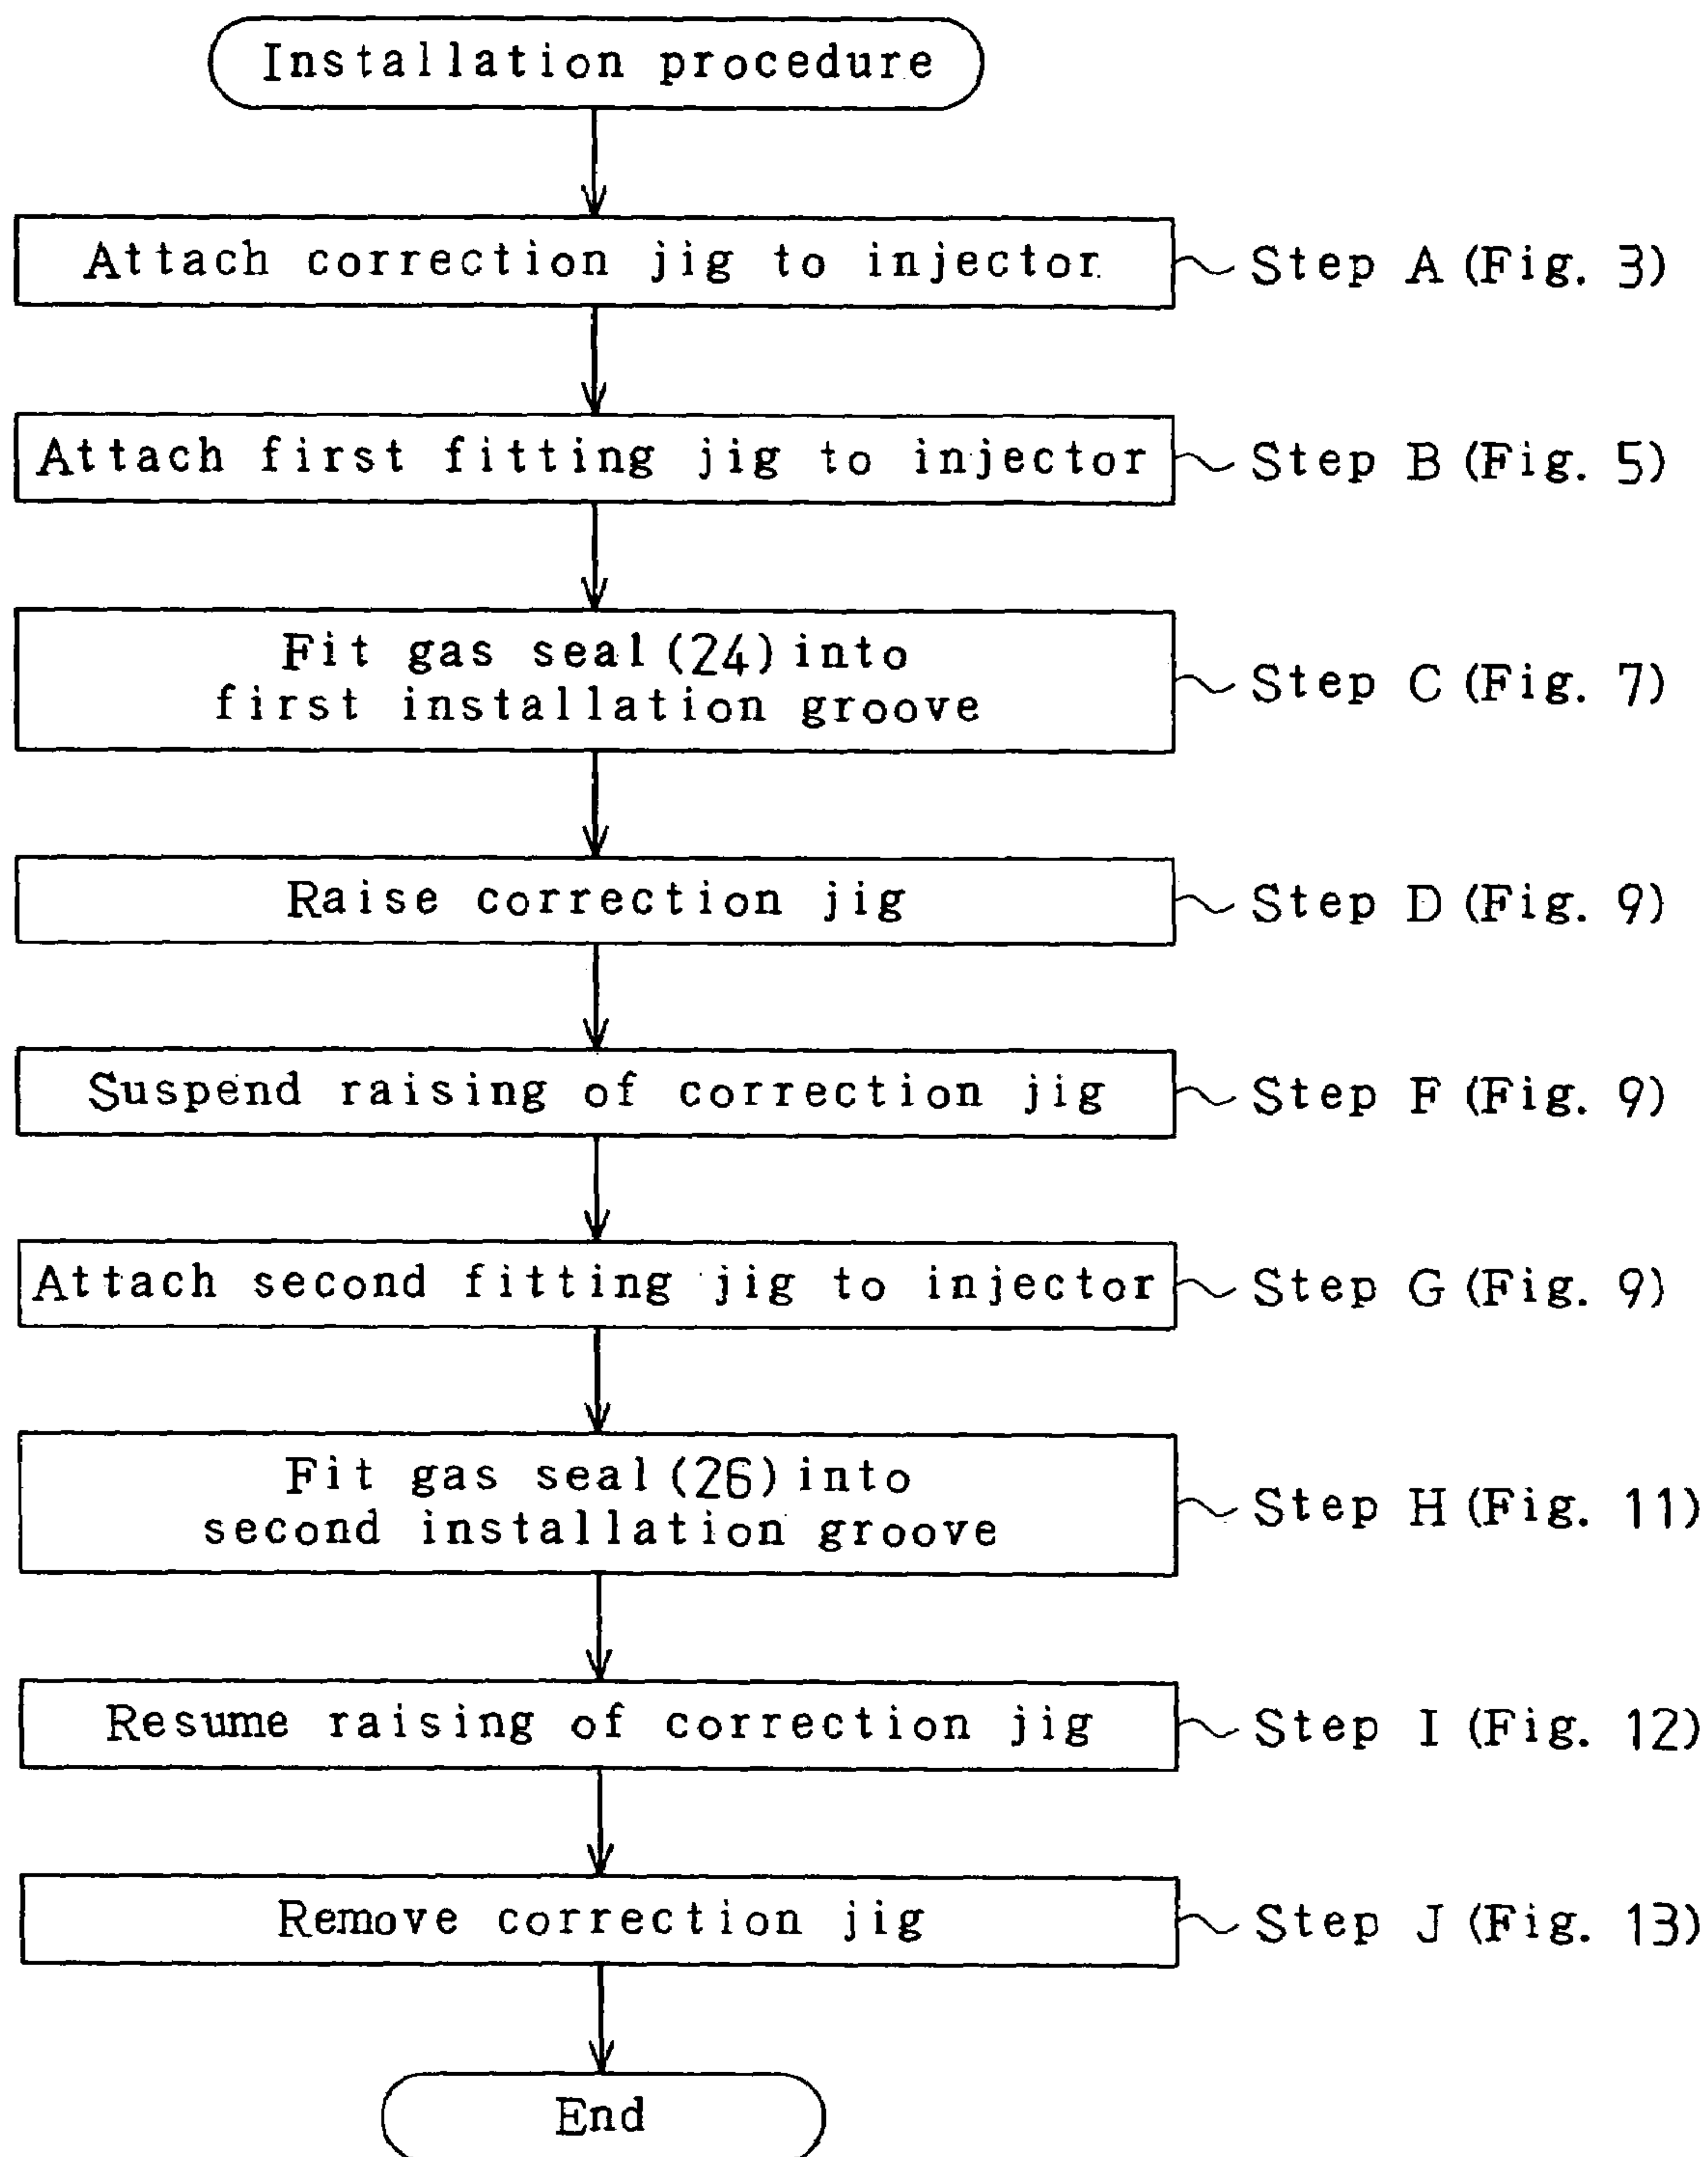 Installation procedure
Attach correction jig to injector
Step A (Fig. 3)
Attach first fitting jig to injector
Step B (Fig. 5)
Fit gas seal (24) into
first installation groove
Step C (Fig. 7)
Raise correction jig
Step D (Fig. 9)
Suspend raising of correction jig
Step F (Fig. 9)
Attach second fitting jig to injector
Step G (Fig. 9)
Fit gas seal (26) into
second installation groove
Step H (Fig. 11)
Resume raising of correction jig
Step I (Fig. 12)
Remove correction jig
Step J (Fig. 13)
End